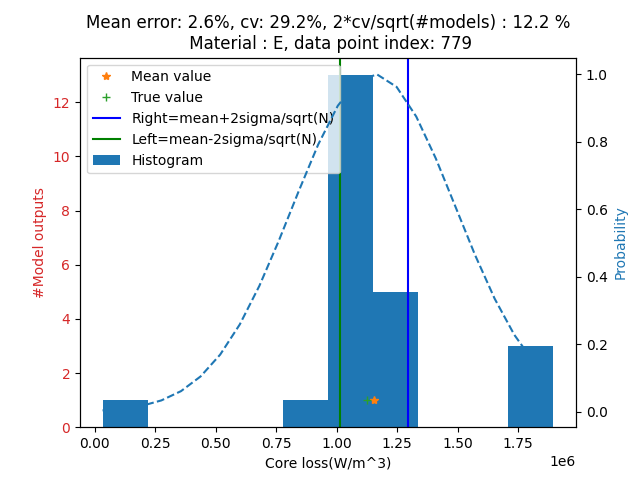 Mean error: 2.6%, cv: 29.2%, 2*cv/sqrt(#models) : 12.2 %
Material : E, data point index: 779
Mean value
True value
Right=mean+2sigma/sqrt(N)
Left=mean-2sigma/sqrt(N)
Histogram
#Model outputs
12
10
8
6
4
2
0
Probability
1.0
0.8
0.6
0.4
0.2
0.0
0.00 0.25 0.50 0.75 1.00 1.25 1.50 1.75
1e6
Core loss(W/m^3)